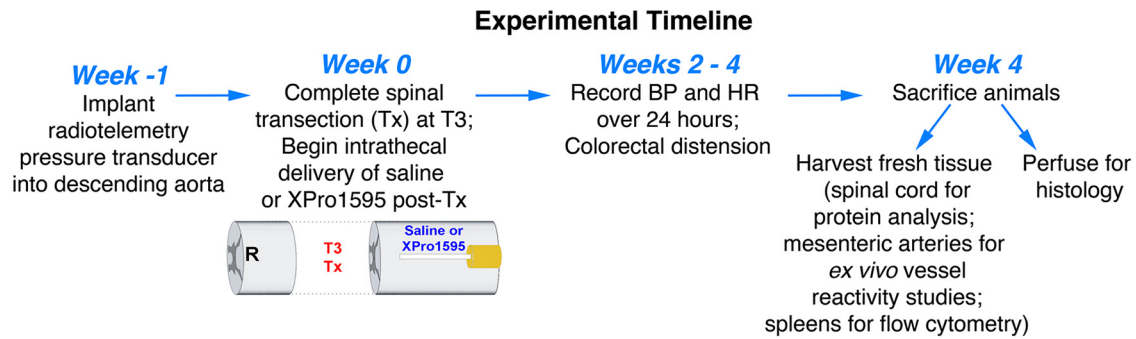 Experimental Timeline
Week -1
Implant
radiotelemetry
pressure transducer
into descending aorta
Week 0
Complete spinal
transection (Tx) at T3;
Begin intrathecal
delivery of saline
or XPro1595 post-Tx
R
T3
Tx
Saline or
XPro1595
Weeks 2 - 4
Record BP and HR
over 24 hours;
Colorectal distension
Week 4
Sacrifice animals
Harvest fresh tissue
(spinal cord for
protein analysis;
mesenteric arteries for
ex vivo vessel
reactivity studies;
spleens for flow cytometry)
Perfuse for
histology